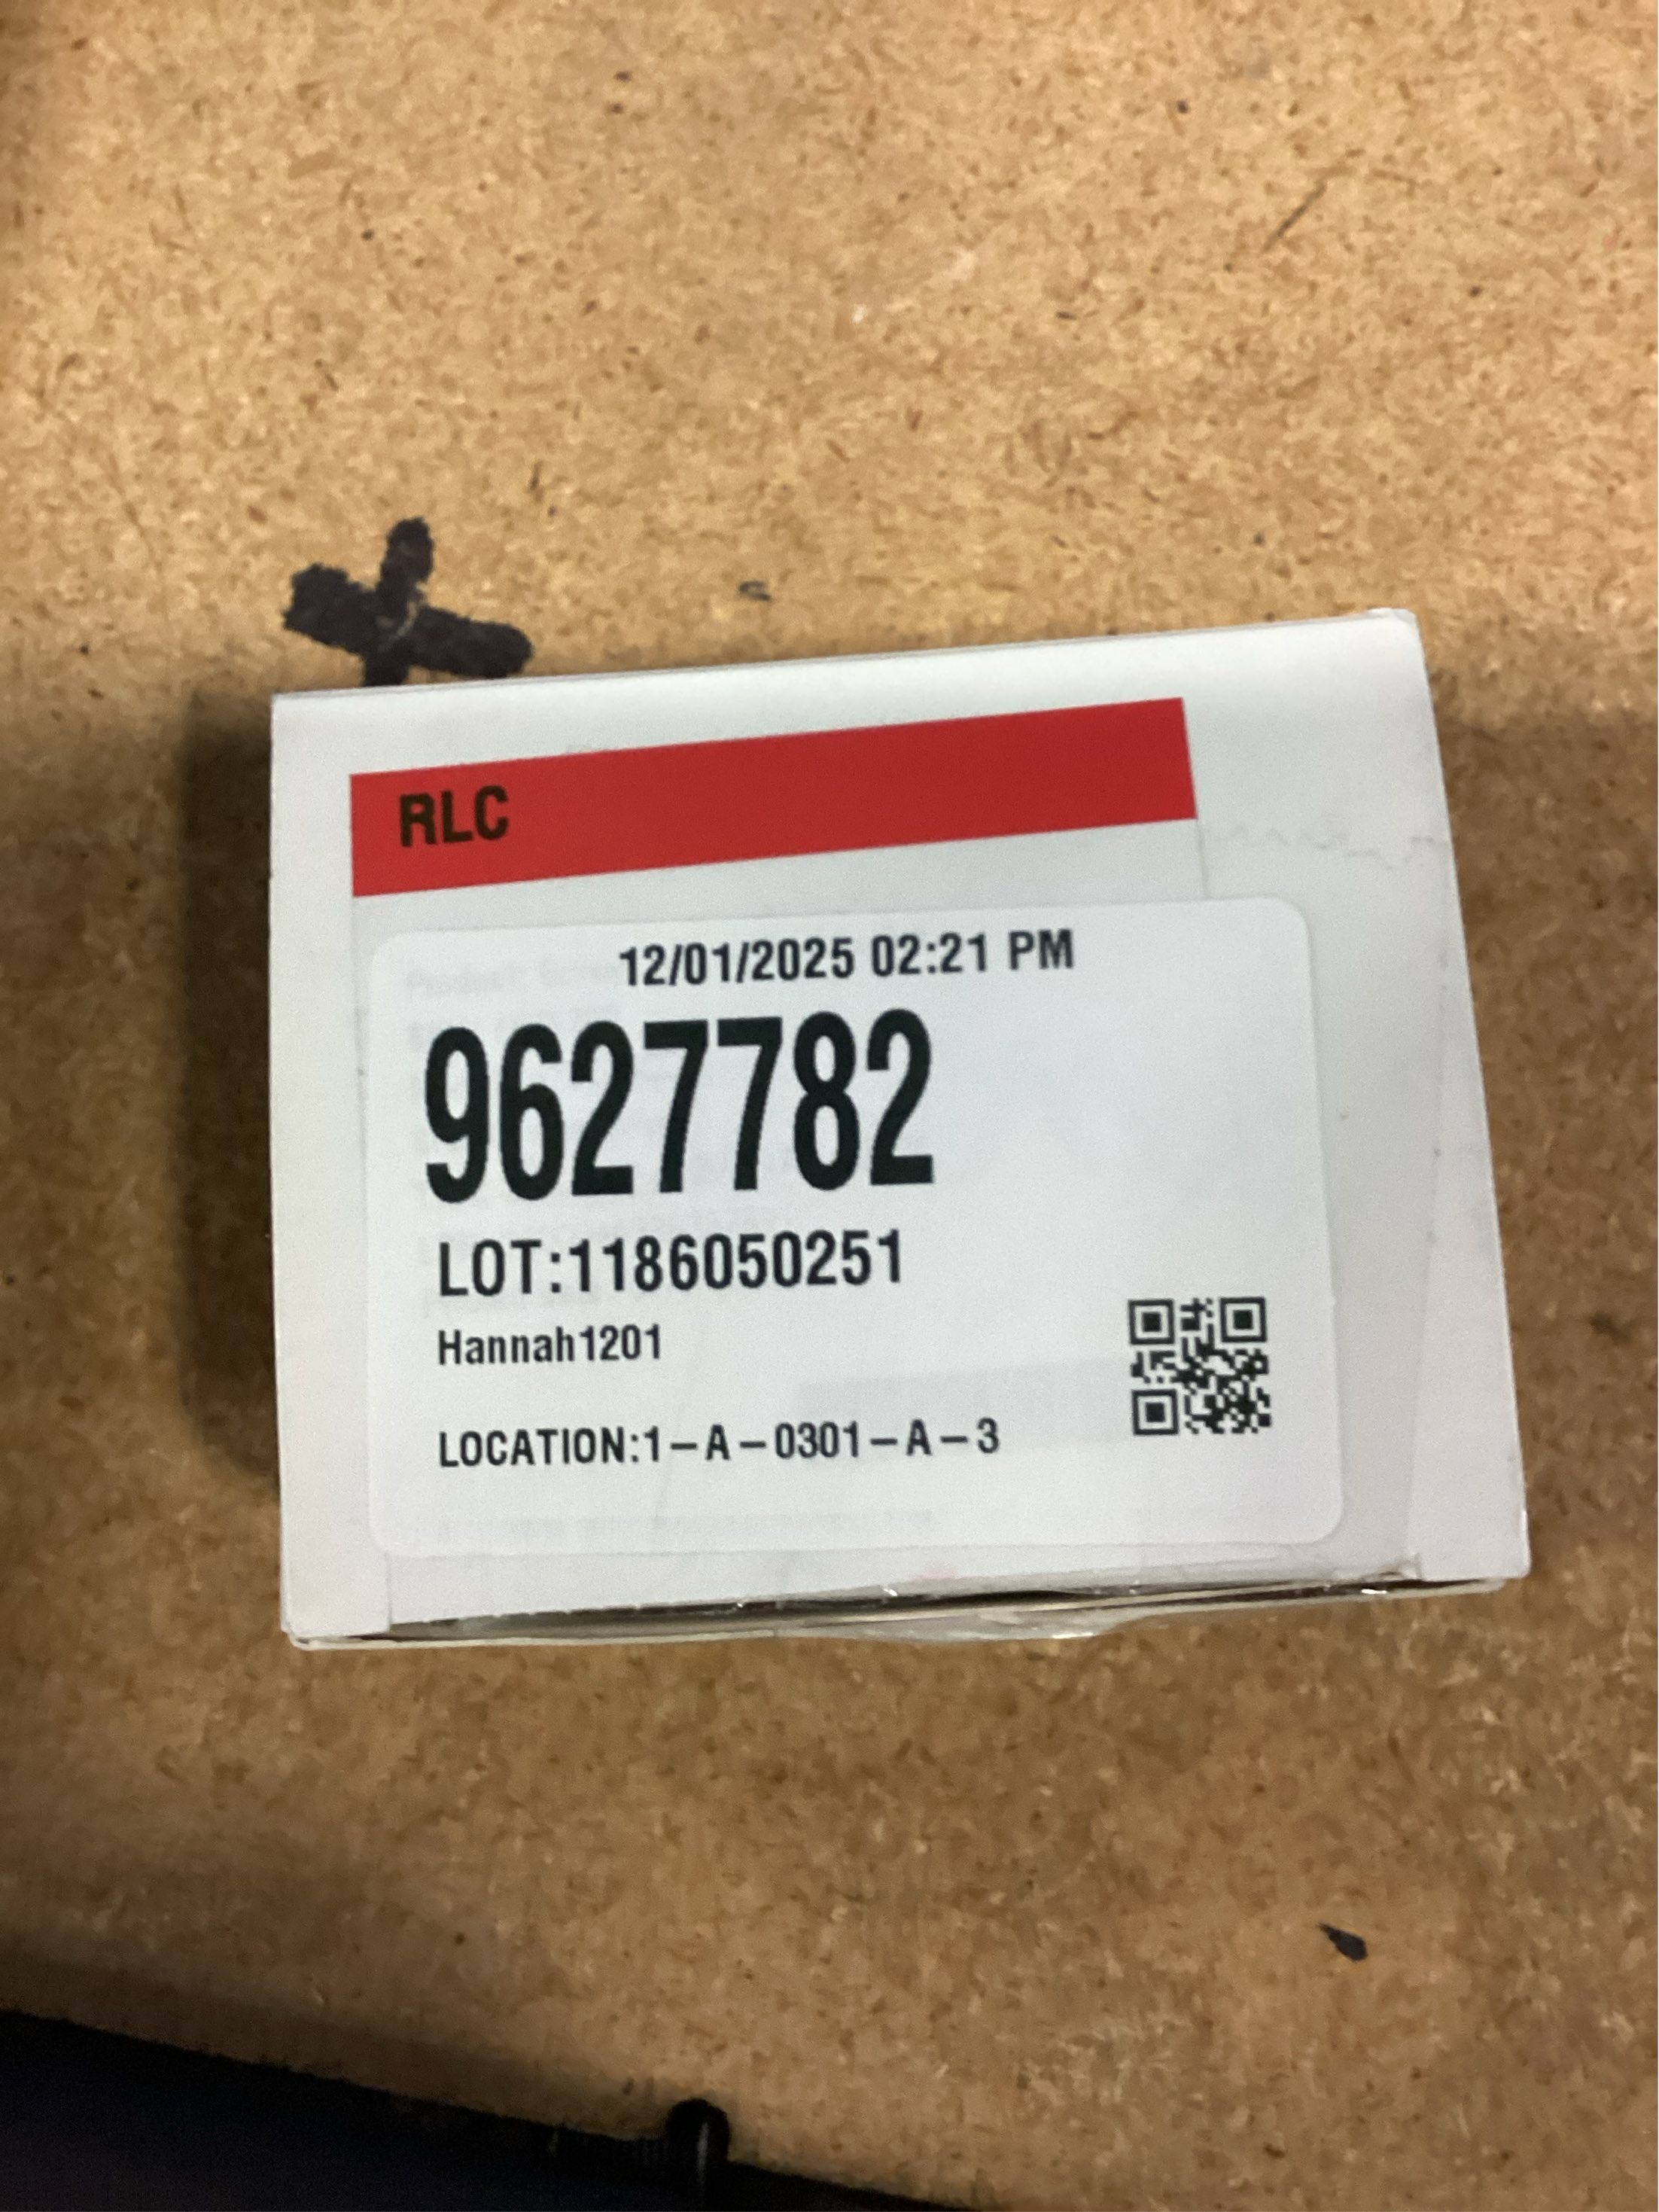 RLC
12/01/2025 02:21 PM
9627782
LOT:1186050251
Hannah1201
LOCATION:1-A-0301-A-3